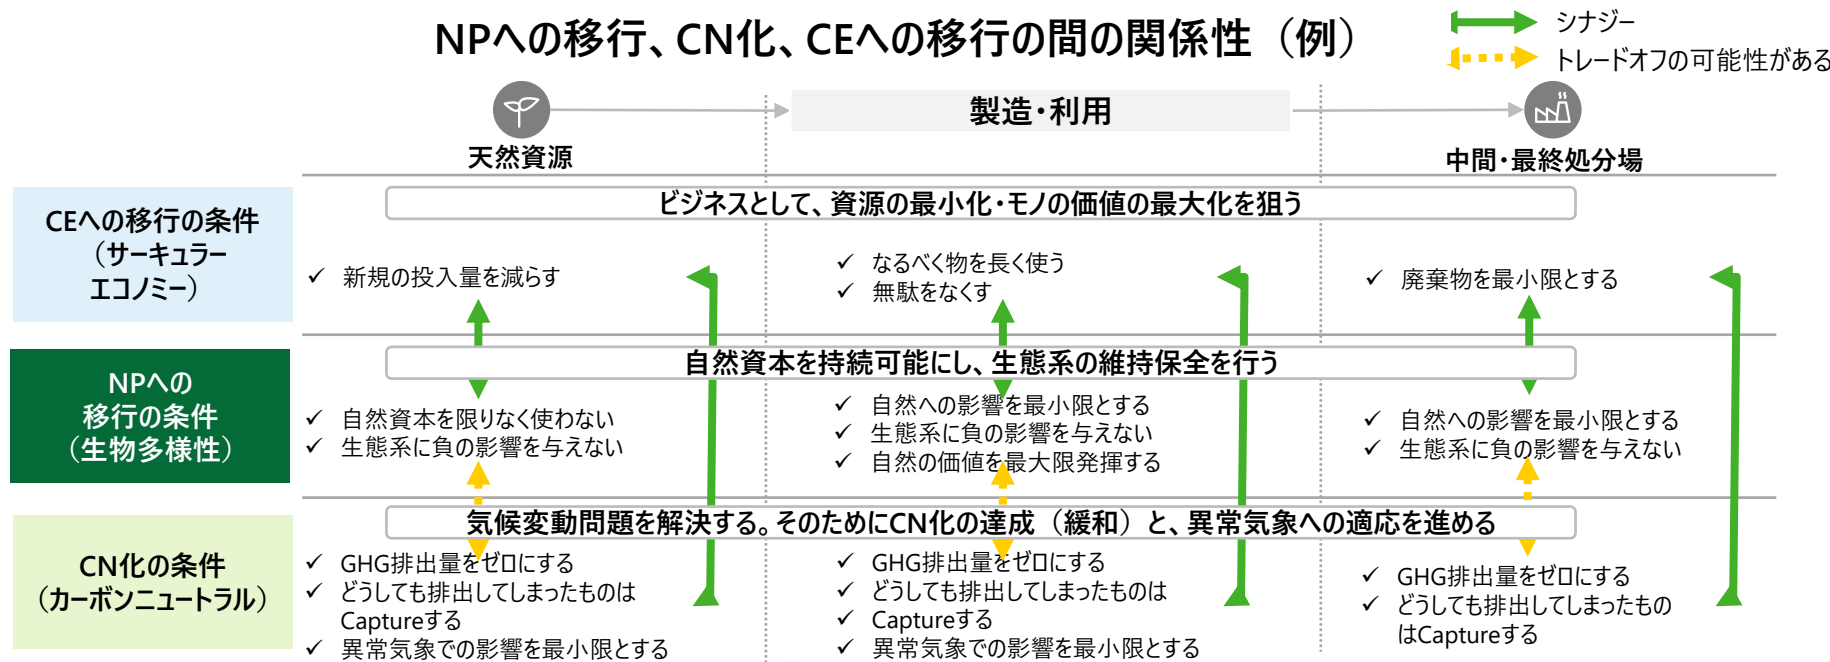 NPへの移行、CN化、CEへの移行の間の関係性（例）
シナジー
トレードオフの可能性がある
天然資源
製造・利用
中間・最終処分場
CEへの移行の条件
（サーキュラー
エコノミー）
ビジネスとして、資源の最小化・モノの価値の最大化を狙う
✓ 新規の投入量を減らす
✓ なるべく物を長く使う
✓ 無駄をなくす
✓ 廃棄物を最小限とする
NPへの
移行の条件
（生物多様性）
自然資本を持続可能にし、生態系の維持保全を行う
✓ 自然資本を限りなく使わない
✓ 生態系に負の影響を与えない
✓ 自然への影響を最小限とする
✓ 生態系に負の影響を与えない
✓ 自然の価値を最大限発揮する
✓ 自然への影響を最小限とする
✓ 生態系に負の影響を与えない
CN化の条件
（カーボンニュートラル）
気候変動問題を解決する。そのためにCN化の達成（緩和）と、異常気象への適応を進める
✓ GHG排出量をゼロにする
✓ どうしても排出してしまったものは
Captureする
✓ 異常気象での影響を最小限とする
✓ GHG排出量をゼロにする
✓ どうしても排出してしまったものは
✓ Captureする
✓ 異常気象での影響を最小限とする
✓ GHG排出量をゼロにする
✓ どうしても排出してしまったもの
はCaptureする